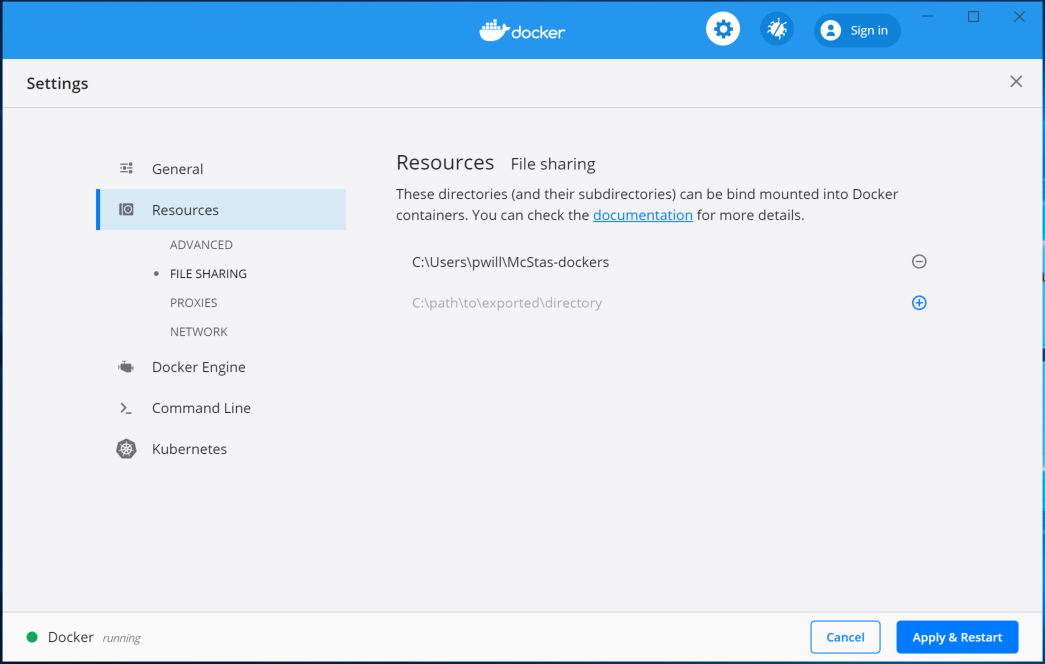 docker
Sign in
Settings
General
Resources
ADVANCED
FILE SHARING
PROXIES
NETWORK
Docker Engine
Command Line
Kubernetes
Resources File sharing
These directories (and their subdirectories) can be bind mounted into Docker
containers. You can check the documentation for more details.
C:\Users\pwill\McStas-dockers
C:\path\to\exported\directory
Docker running
Cancel
Apply & Restart